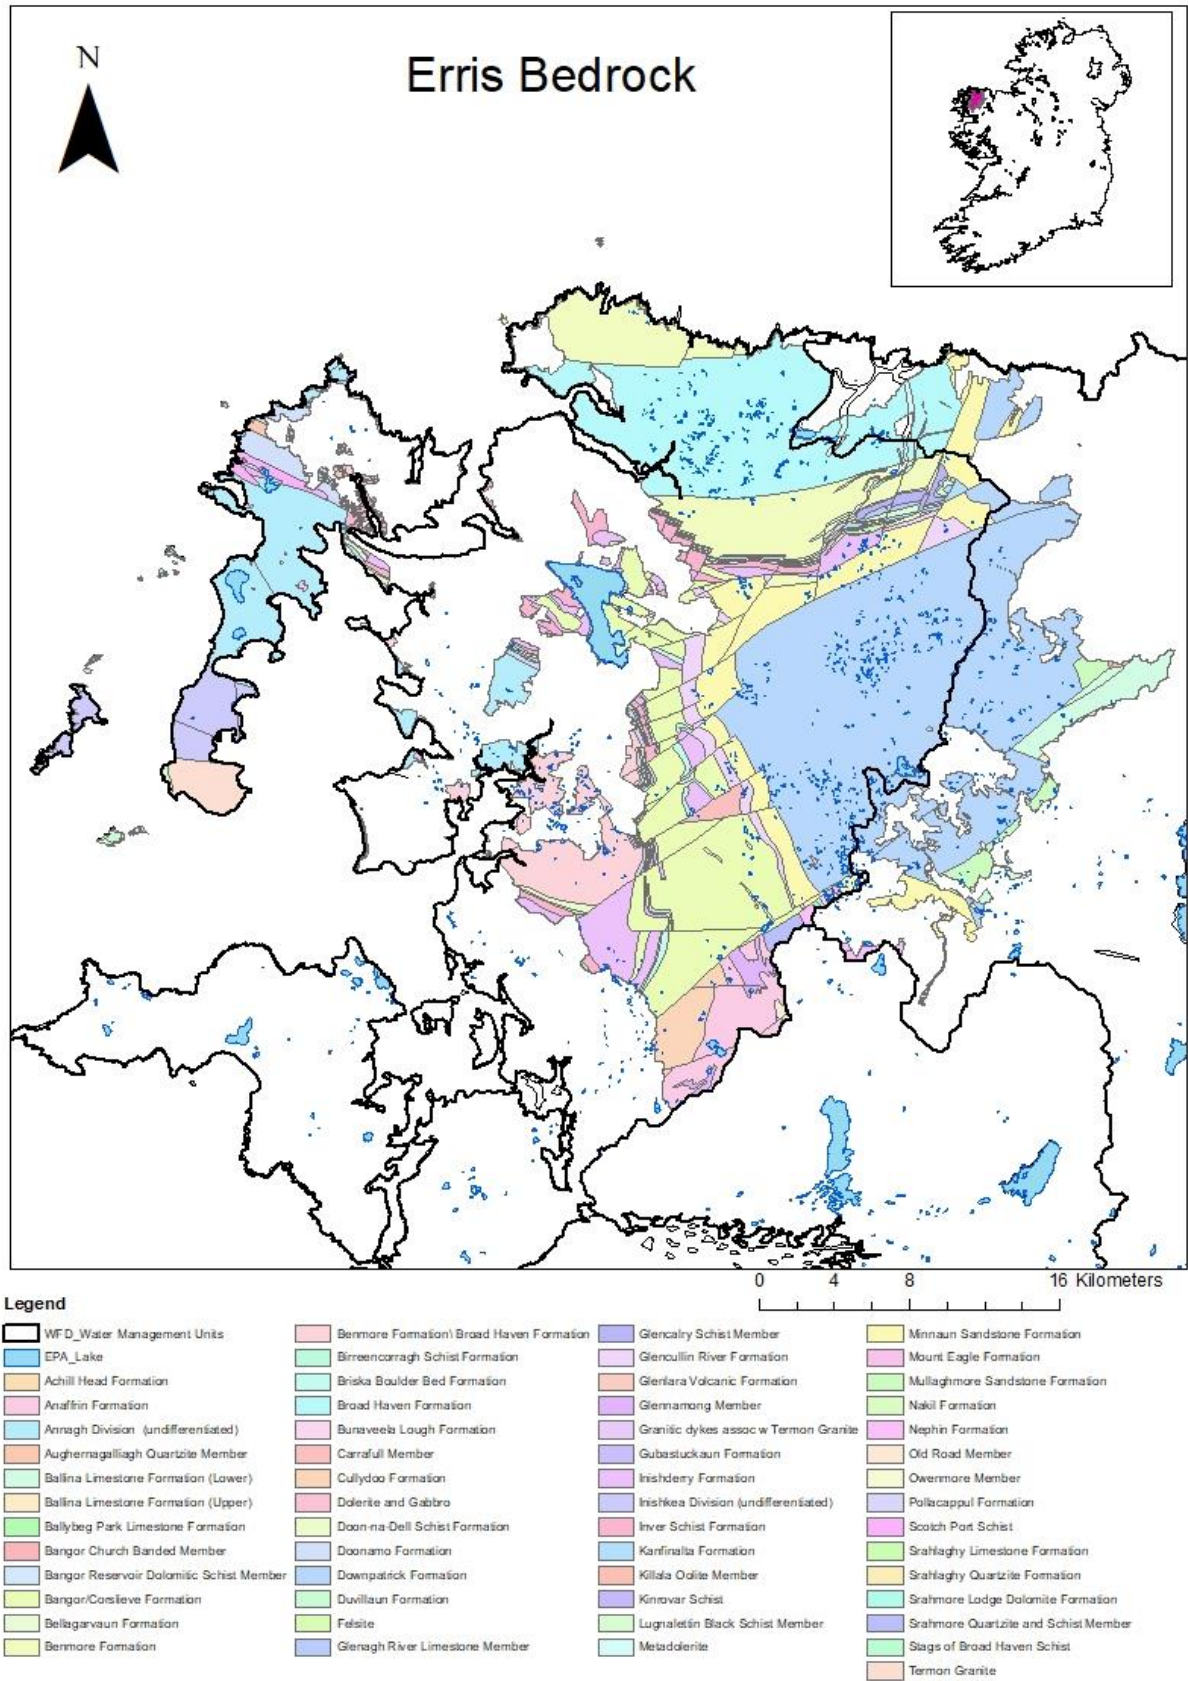 N
Erris Bedrock
0 4 8 16 Kilometers
Legend
WFD_Water Management Units
EPA_Lake
Achill Head Formation
Anaffrin Formation
Annagh Division (undifferentiated)
Aughernagalliagh Quartzite Member
Ballina Limestone Formation (Lower)
Ballina Limestone Formation (Upper)
Ballybeg Park Limestone Formation
Bangor Church Banded Member
Bangor Reservoir Dolomitic Schist Member
Bangor/Corslieve Formation
Bellagarvaun Formation
Benmore Formation
Benmore Formation\ Broad Haven Formation
Birreencorragh Schist Formation
Briska Boulder Bed Formation
Broad Haven Formation
Bunaveela Lough Formation
Carrafull Member
Cullydoo Formation
Dolerite and Gabbro
Doon-na-Dell Schist Formation
Doonamo Formation
Downpatrick Formation
Duvillaun Formation
Felsite
Glenagh River Limestone Member
Glencalry Schist Member
Glencullin River Formation
Glenlara Volcanic Formation
Glennamong Member
Granitic dykes assoc w Termon Granite
Gubastuckaun Formation
Inishderry Formation
Inishkea Division (undifferentiated)
Inver Schist Formation
Kanfinalta Formation
Killala Oolite Member
Kinrovar Schist
Lugnalettin Black Schist Member
Metadolerite
Minnaun Sandstone Formation
Mount Eagle Formation
Mullaghmore Sandstone Formation
Nakil Formation
Nephin Formation
Old Road Member
Owenmore Member
Pollacappul Formation
Scotch Port Schist
Srahlaghy Limestone Formation
Srahlaghy Quartzite Formation
Srahmore Lodge Dolomite Formation
Srahmore Quartzite and Schist Member
Stags of Broad Haven Schist
Termon Granite